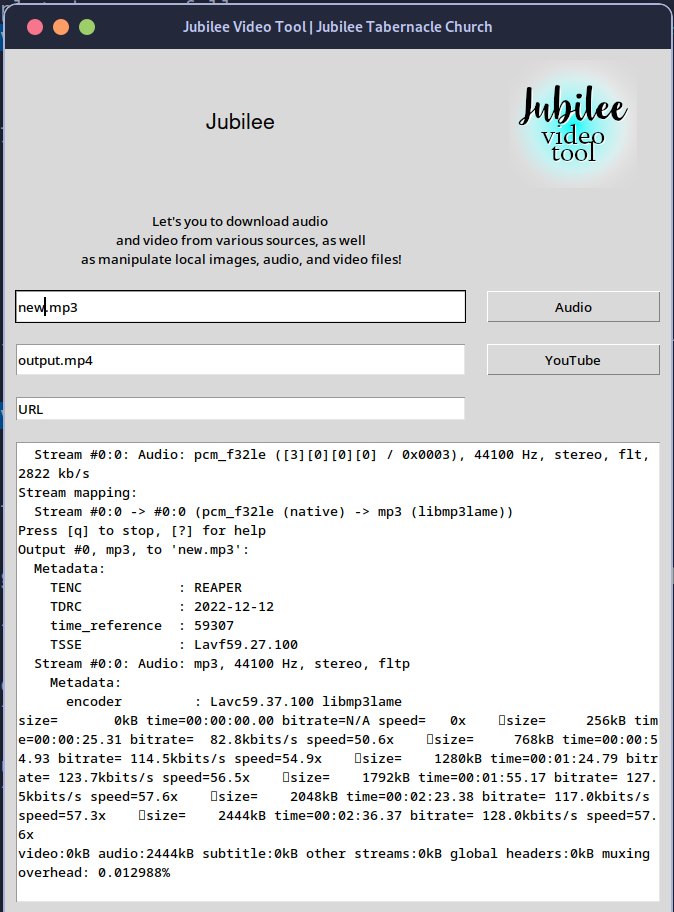 Jubilee Video Tool | Jubilee Tabernacle Church
Jubilee
Jubilee
video
tool
Let's you to download audio
and video from various sources, as well
as manipulate local images, audio, and video files!
new.mp3
Audio
output.mp4
YouTube
URL
Stream #0:0: Audio: pcm_f32le ([3][0][0][0] / 0x0003), 44100 Hz, stereo, flt,
2822 kb/s
Stream mapping:
Stream #0:0 -> #0:0 (pcm_f32le (native) -> mp3 (libmp3lame))
Press [q] to stop, [?] for help
Output #0, mp3, to 'new.mp3':
Metadata:
TENC : REAPER
TDRC : 2022-12-12
time_reference : 59307
TSSE : Lavf59.27.100
Stream #0:0: Audio: mp3, 44100 Hz, stereo, fltp
Metadata:
encoder : Lavc59.37.100 libmp3lame
size= 0kB time=00:00:00.00 bitrate=N/A speed= 0x size= 256kB tim
e=00:00:25.31 bitrate= 82.8kbits/s speed=50.6x size= 768kB time=00:00:5
4.93 bitrate= 114.5kbits/s speed=54.9x size= 1280kB time=00:01:24.79 bitr
ate= 123.7kbits/s speed=56.5x size= 1792kB time=00:01:55.17 bitrate= 127.
5kbits/s speed=57.6x size= 2048kB time=00:02:23.38 bitrate= 117.0kbits/s
speed=57.3x size= 2444kB time=00:02:36.37 bitrate= 128.0kbits/s speed=57.
6x
video:0kB audio:2444kB subtitle:0kB other streams:0kB global headers:0kB muxing
overhead: 0.012988%